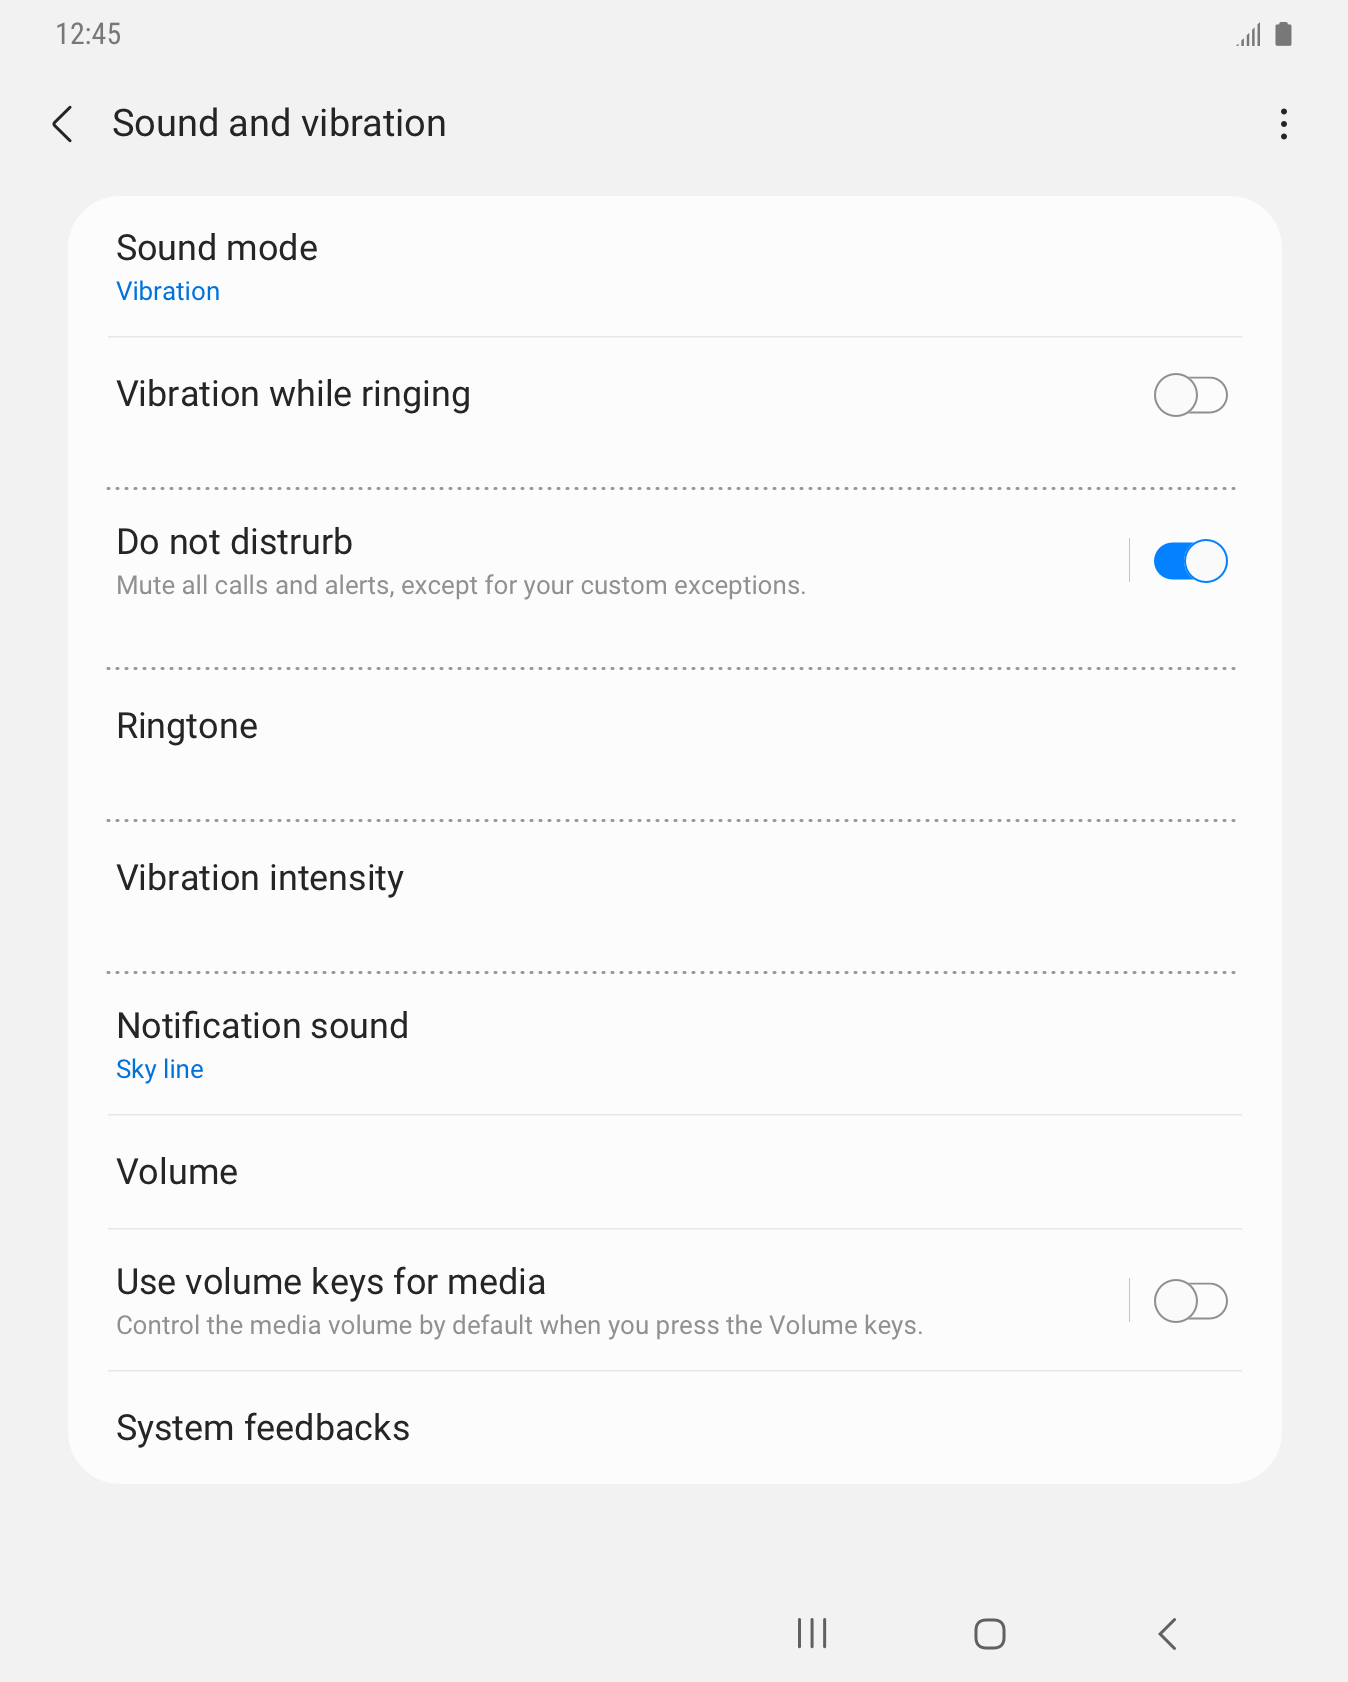 12:45
Sound and vibration
Sound mode
Vibration
Vibration while ringing
Do not distrurb
Mute all calls and alerts, except for your custom exceptions.
Ringtone
Vibration intensity
Notification sound
Sky line
Volume
Use volume keys for media
Control the media volume by default when you press the Volume keys.
System feedbacks